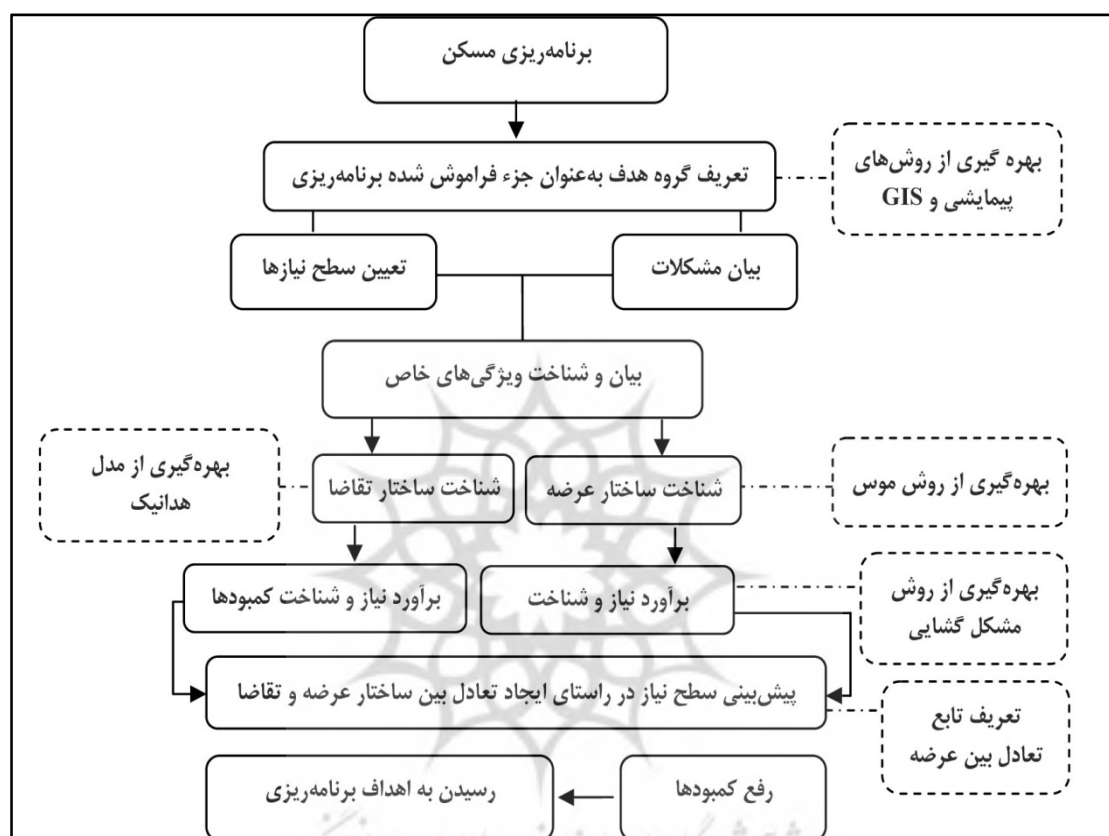 برنامه‌ریزی مسکن
تعریف گروه هدف به‌عنوان جزء فراموش شده برنامه‌ریزی
بهره گیری از روش‌های
پیمایشی و GIS
بیان مشکلات
تعیین سطح نیازها
بیان و شناخت ویژگی‌های خاص
بهره‌گیری از روش موس
شناخت ساختار عرضه
شناخت ساختار تقاضا
بهره‌گیری از مدل
هدانیک
بهره‌گیری از روش
مشکل گشایی
برآورد نیاز و شناخت
برآورد نیاز و شناخت کمبودها
پیش‌بینی سطح نیاز در راستای ایجاد تعادل بین ساختار عرضه و تقاضا
تعریف تابع
تعادل بین عرضه
رفع کمبودها
رسیدن به اهداف برنامه‌ریزی